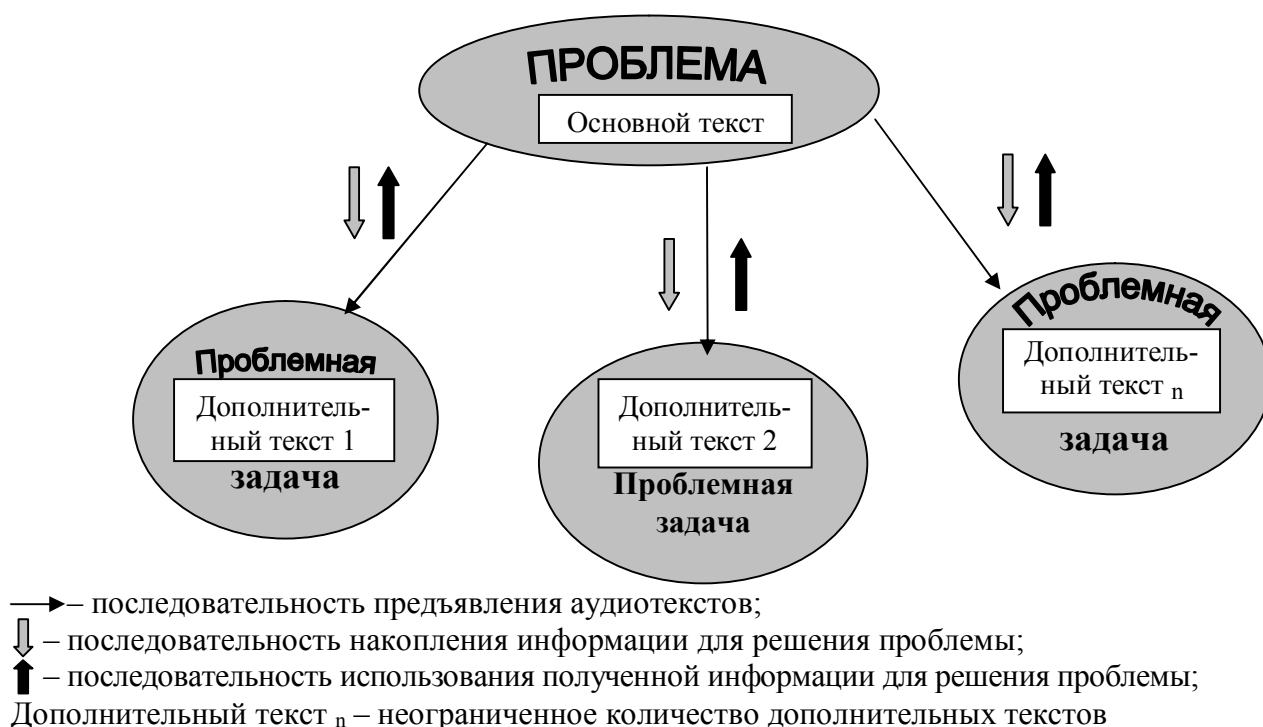 ПРОБЛЕМА
Основной текст
Проблемная
Дополнитель-
ный текст 1
задача
Дополнитель-
ный текст 2
Проблемная
задача
Проблемная
Дополнитель-
ный текст n
задача
– последовательность предъявления аудиотекстов;
– последовательность накопления информации для решения проблемы;
– последовательность использования полученной информации для решения проблемы;
Дополнительный текст n – неограниченное количество дополнительных текстов